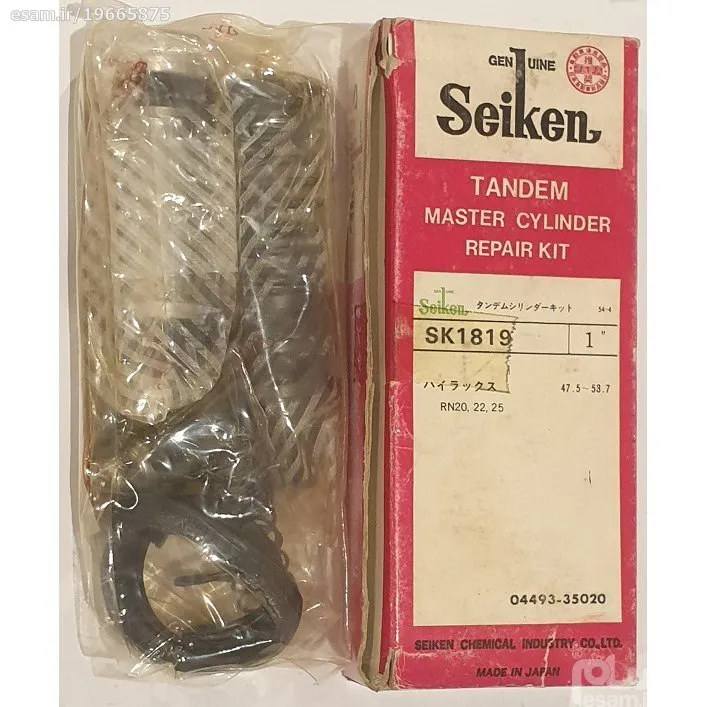 esam.ir/19665875
GENUINE
Seiken
TANDEM
MASTER CYLINDER
REPAIR KIT
GENUINE
Seiken タンデムシリンダーキット 54-4
SK1819 1"
ハイラックス 47.5~53.7
RN20, 22, 25
04493-35020
SEIKEN CHEMICAL INDUSTRY CO., LTD.
MADE IN JAPAN
esam.ir